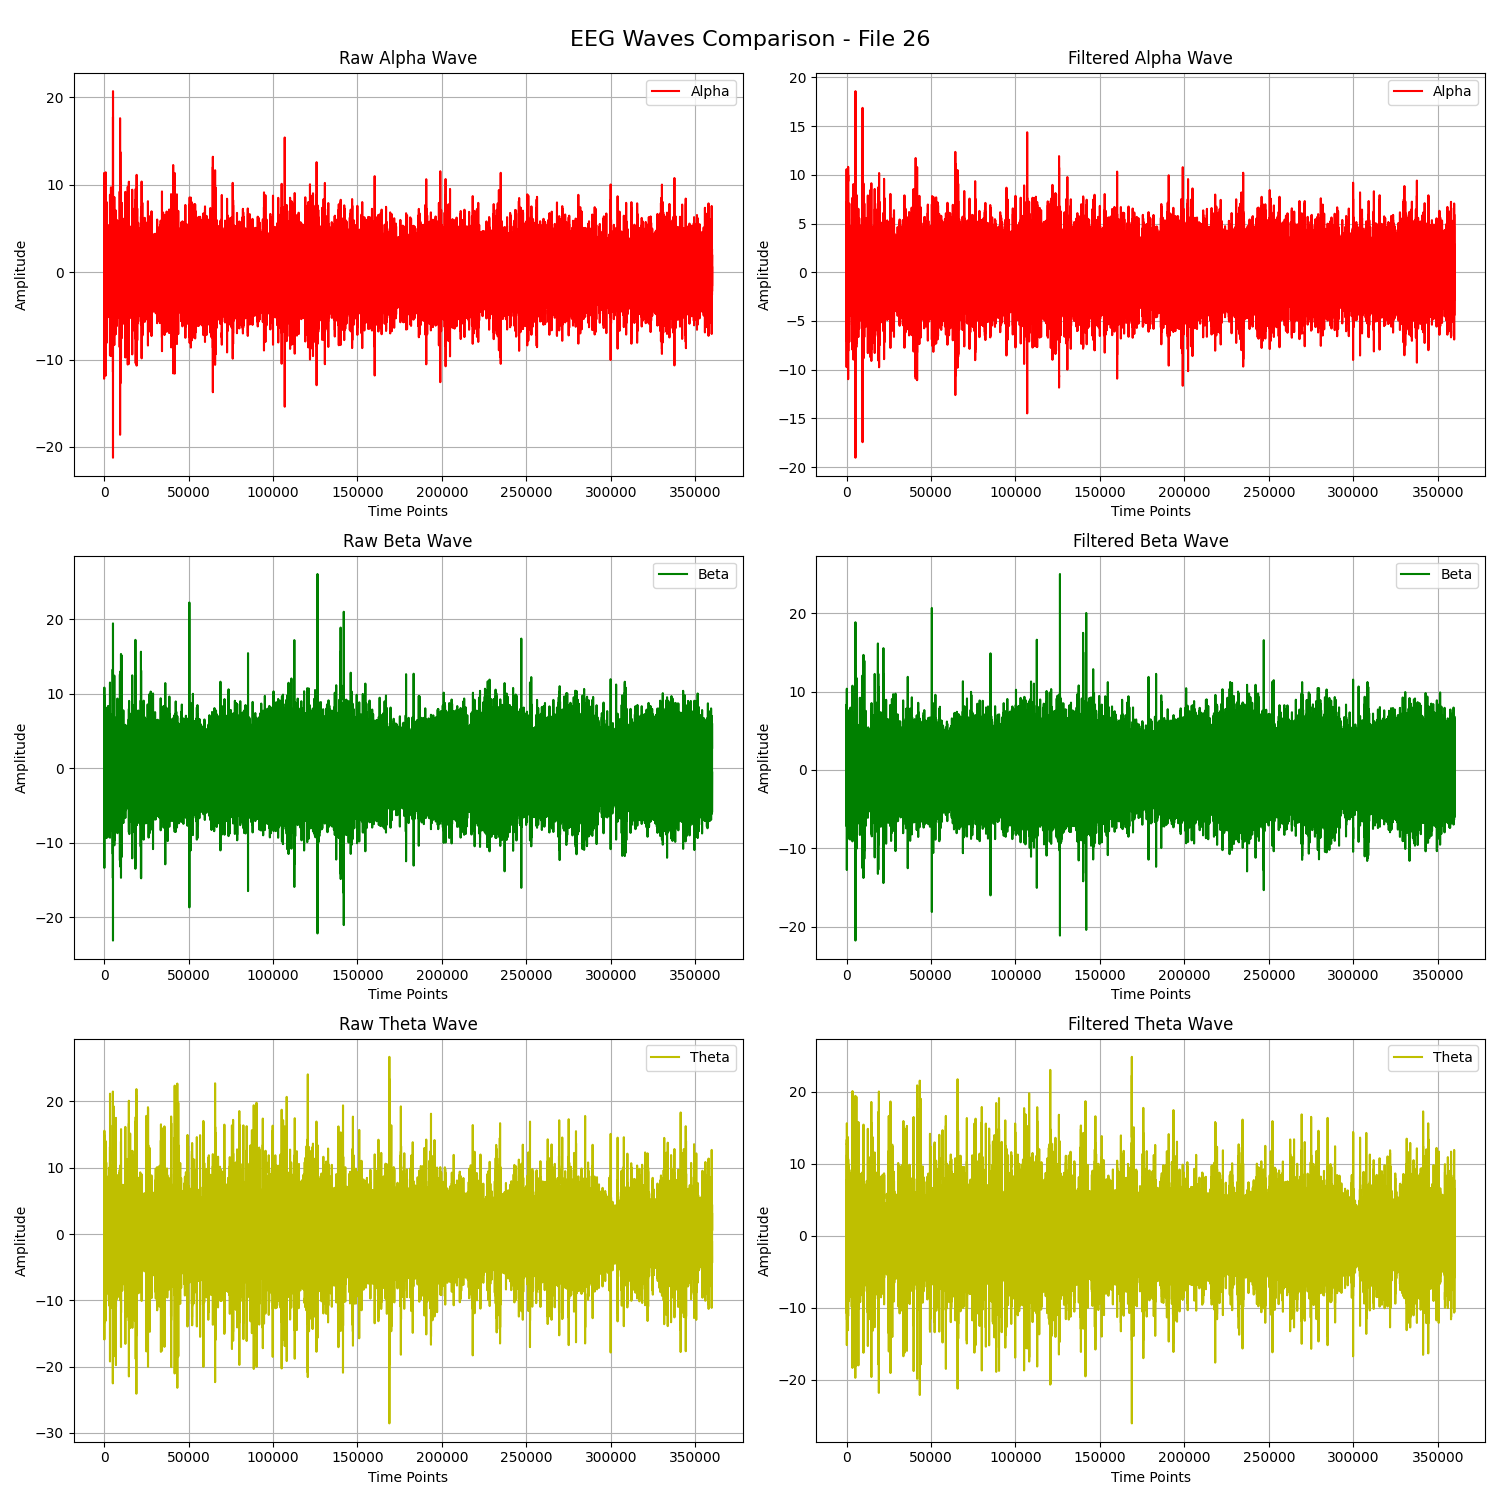 EEG Waves Comparison - File 26
Raw Alpha Wave
Alpha
Amplitude
20
10
0
−10
−20
0 50000 100000 150000 200000 250000 300000 350000
Time Points
Filtered Alpha Wave
Alpha
Amplitude
20
15
10
5
0
−5
−10
−15
−20
0 50000 100000 150000 200000 250000 300000 350000
Time Points
Raw Beta Wave
Beta
Amplitude
20
10
0
−10
−20
0 50000 100000 150000 200000 250000 300000 350000
Time Points
Filtered Beta Wave
Beta
Amplitude
20
10
0
−10
−20
0 50000 100000 150000 200000 250000 300000 350000
Time Points
Raw Theta Wave
Theta
Amplitude
20
10
0
−10
−20
−30
0 50000 100000 150000 200000 250000 300000 350000
Time Points
Filtered Theta Wave
Theta
Amplitude
20
10
0
−10
−20
0 50000 100000 150000 200000 250000 300000 350000
Time Points